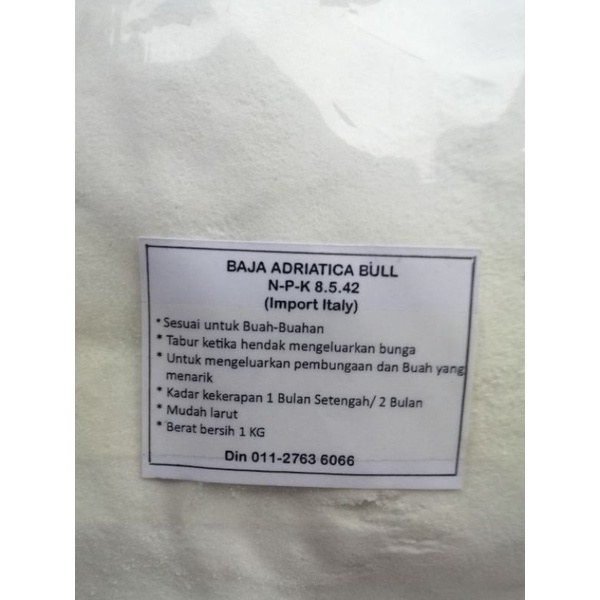 BAJA ADRIATICA BULL
N-P-K 8.5.42
(Import Italy)
* Sesuai untuk Buah-Buahan
* Tabur ketika hendak mengeluarkan bunga
* Untuk mengeluarkan pembungaan dan Buah yang
menarik
* Kadar kekerapan 1 Bulan Setengah/ 2 Bulan
* Mudah larut
* Berat bersih 1 KG
Din 011-2763 6066